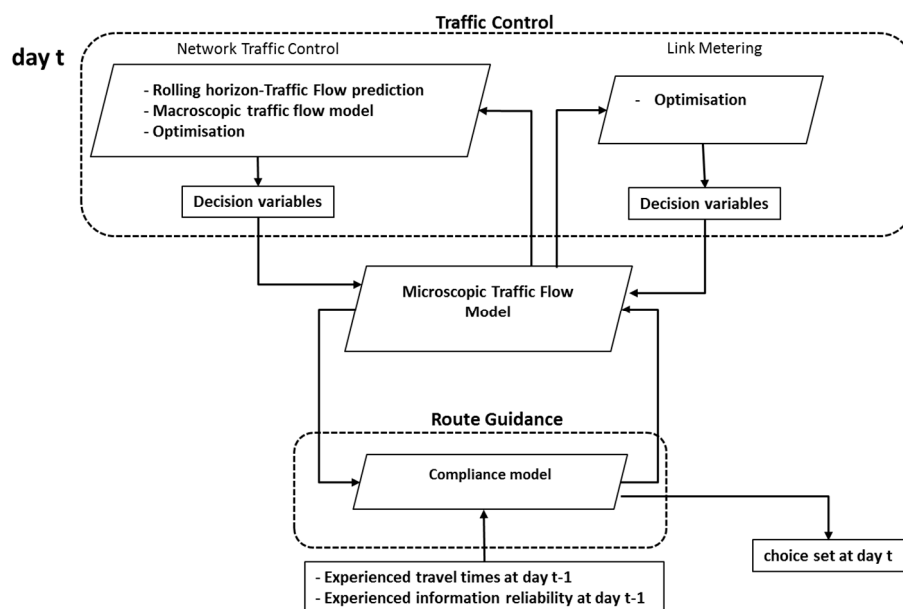 Traffic Control
day t
Network Traffic Control
Link Metering
- Rolling horizon-Traffic Flow prediction
- Macroscopic traffic flow model
- Optimisation
- Optimisation
Decision variables
Decision variables
Microscopic Traffic Flow
Model
Route Guidance
Compliance model
choice set at day t
- Experienced travel times at day t-1
- Experienced information reliability at day t-1